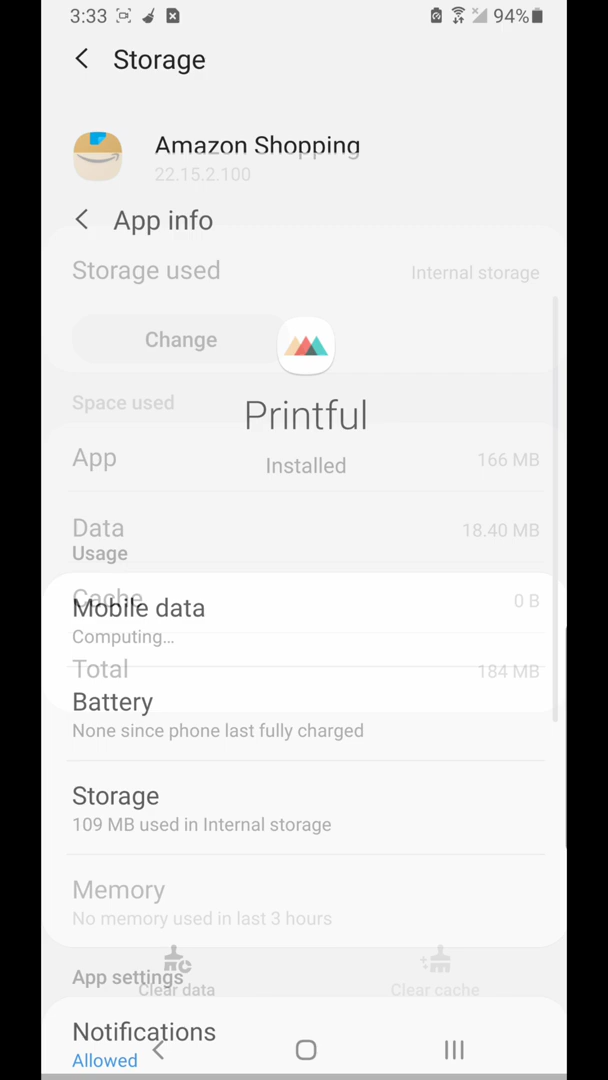 3:33
94%
Storage
Amazon Shopping
22.15.2.100
App info
Storage used
Internal storage
Change
Space used
Printful
App
166 MB
Installed
Data
18.40 MB
Usage
Cache
0 B
Mobile data
Computing...
Total
184 MB
Battery
None since phone last fully charged
Storage
109 MB used in Internal storage
Memory
No memory used in last 3 hours
App settings
Clear data
Clear cache
Notifications
Allowed